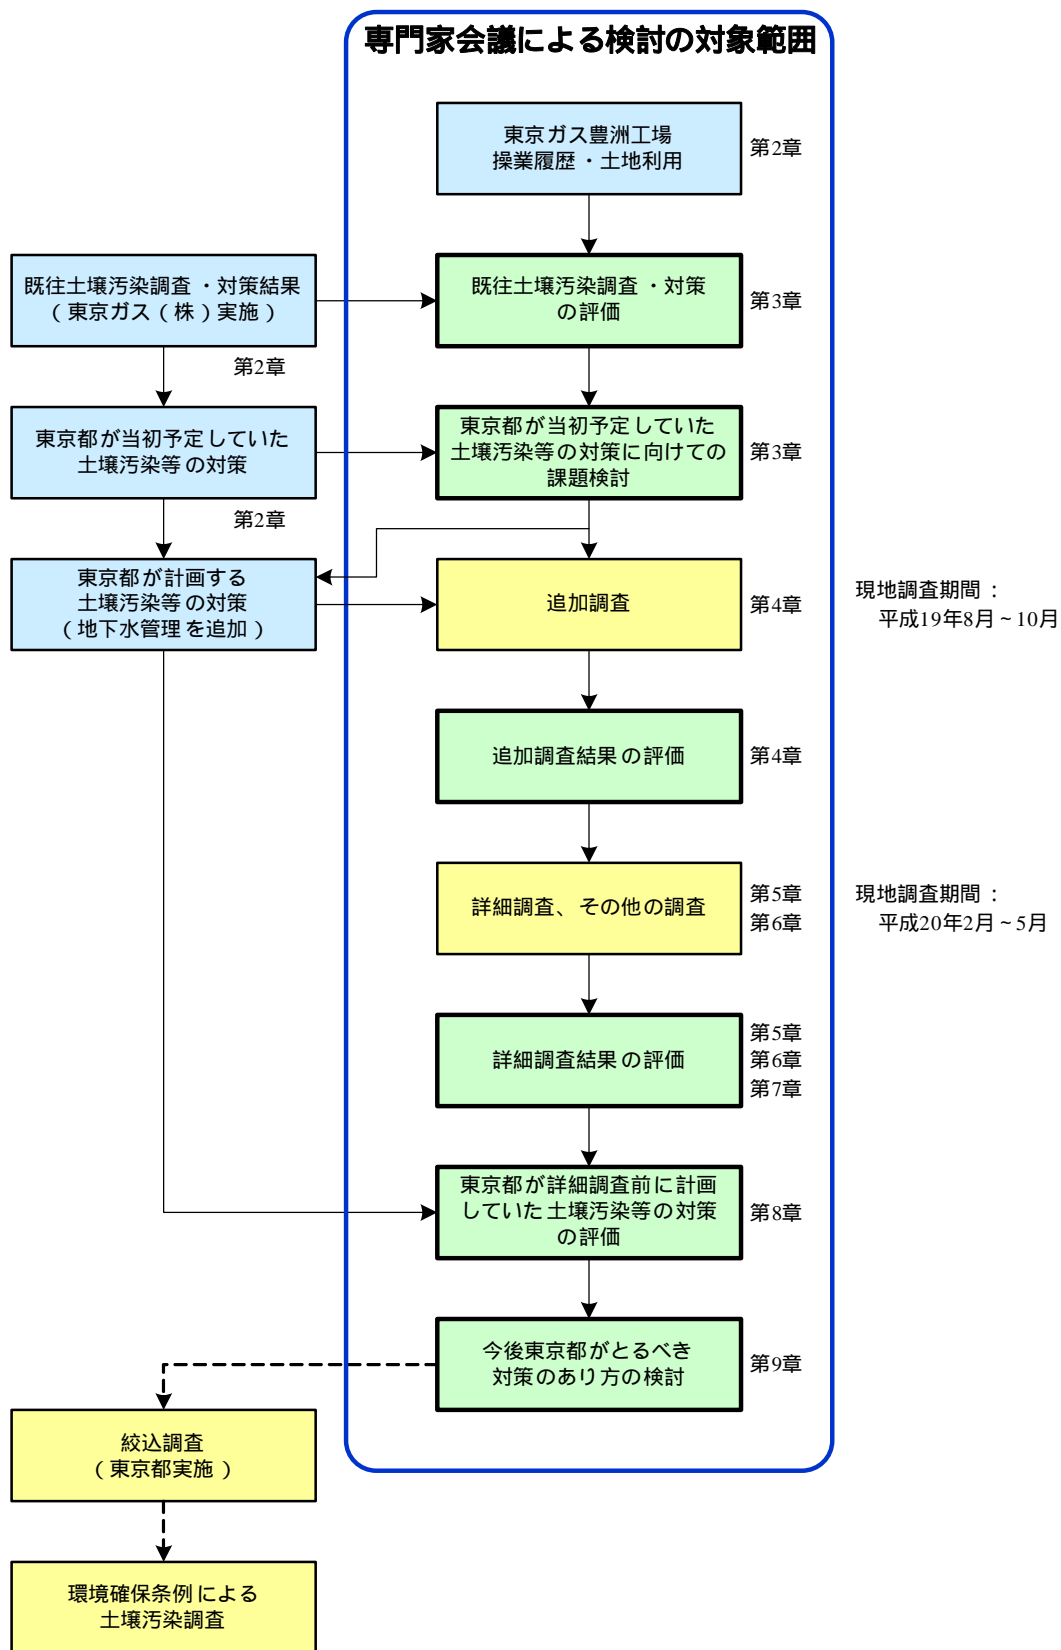 専門家会議による検討の対象範囲
東京ガス豊洲工場
操業履歴・土地利用
第2章
既往土壌汚染調査・対策結果
(東京ガス(株)実施)
既往土壌汚染調査・対策
の評価
第3章
第2章
東京都が当初予定していた
土壌汚染等の対策
東京都が当初予定していた
土壌汚染等の対策に向けての
課題検討
第3章
第2章
東京都が計画する
土壌汚染等の対策
(地下水管理を追加)
追加調査
第4章
現地調査期間:
平成19年8月~10月
追加調査結果の評価
第4章
詳細調査、その他の調査
第5章
第6章
現地調査期間:
平成20年2月~5月
詳細調査結果の評価
第5章
第6章
第7章
東京都が詳細調査前に計画
していた土壌汚染等の対策
の評価
第8章
今後東京都がとるべき
対策のあり方の検討
第9章
絞込調査
(東京都実施)
環境確保条例による
土壌汚染調査